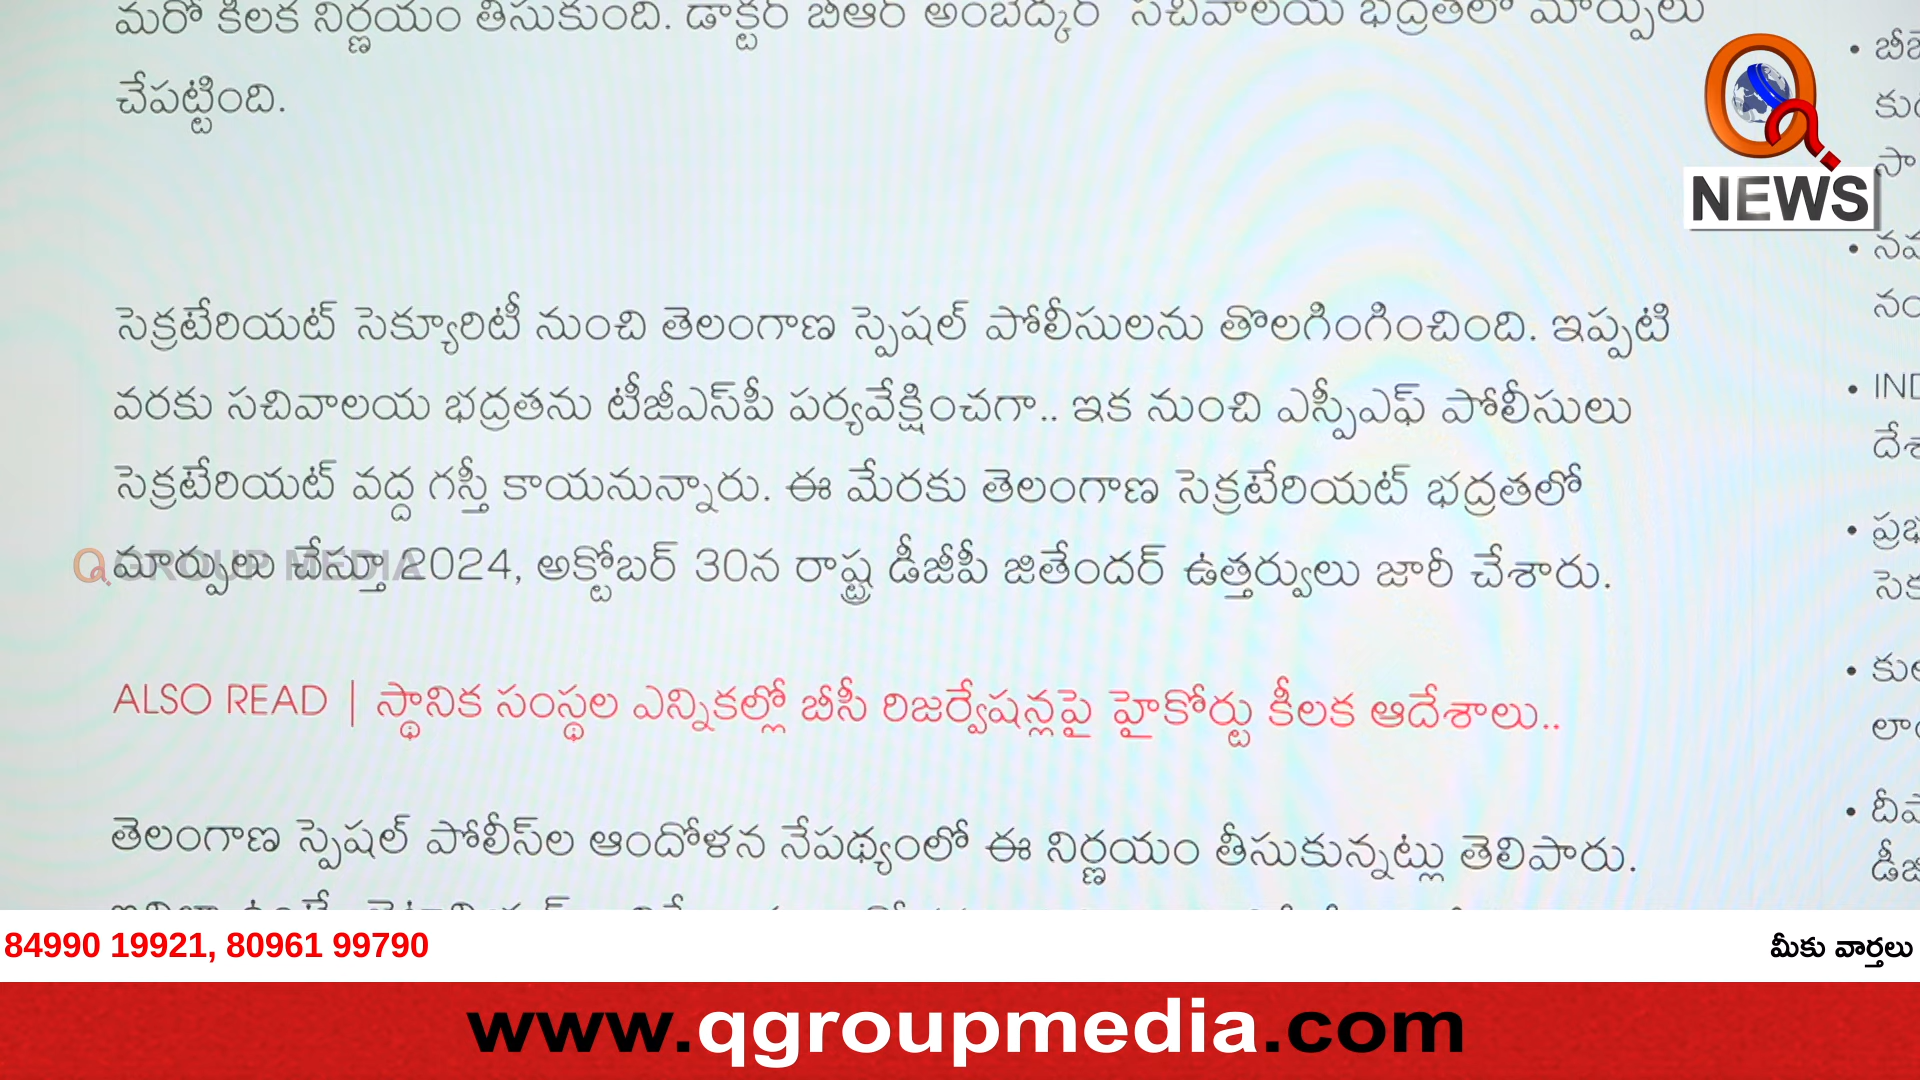 మరో కీలక నిర్ణయం తీసుకుంది. డాక్టర్ బీఆర్ అంబేద్కర్ సచివాలయ భద్రతలో మార్పులు
చేపట్టింది.
సెక్రటేరియట్ సెక్యూరిటీ నుంచి తెలంగాణ స్పెషల్ పోలీసులను తొలగింగించింది. ఇప్పటి
వరకు సచివాలయ భద్రతను టీజీఎస్‌పీ పర్యవేక్షించగా.. ఇక నుంచి ఎస్పీఎఫ్ పోలీసులు
సెక్రటేరియట్ వద్ద గస్తీ కాయనున్నారు. ఈ మేరకు తెలంగాణ సెక్రటేరియట్ భద్రతలో
మార్పులు చేస్తూ 2024, అక్టోబర్ 30న రాష్ట్ర డీజీపీ జితేందర్ ఉత్తర్వులు జారీ చేశారు.
Q GROUP MEDIA
ALSO READ | స్థానిక సంస్థల ఎన్నికల్లో బీసీ రిజర్వేషన్లపై హైకోర్టు కీలక ఆదేశాలు..
తెలంగాణ స్పెషల్ పోలీస్‌ల ఆందోళన నేపథ్యంలో ఈ నిర్ణయం తీసుకున్నట్లు తెలిపారు.
Q NEWS
IND
84990 19921, 80961 99790
మీకు వార్తలు
www.qgroupmedia.com